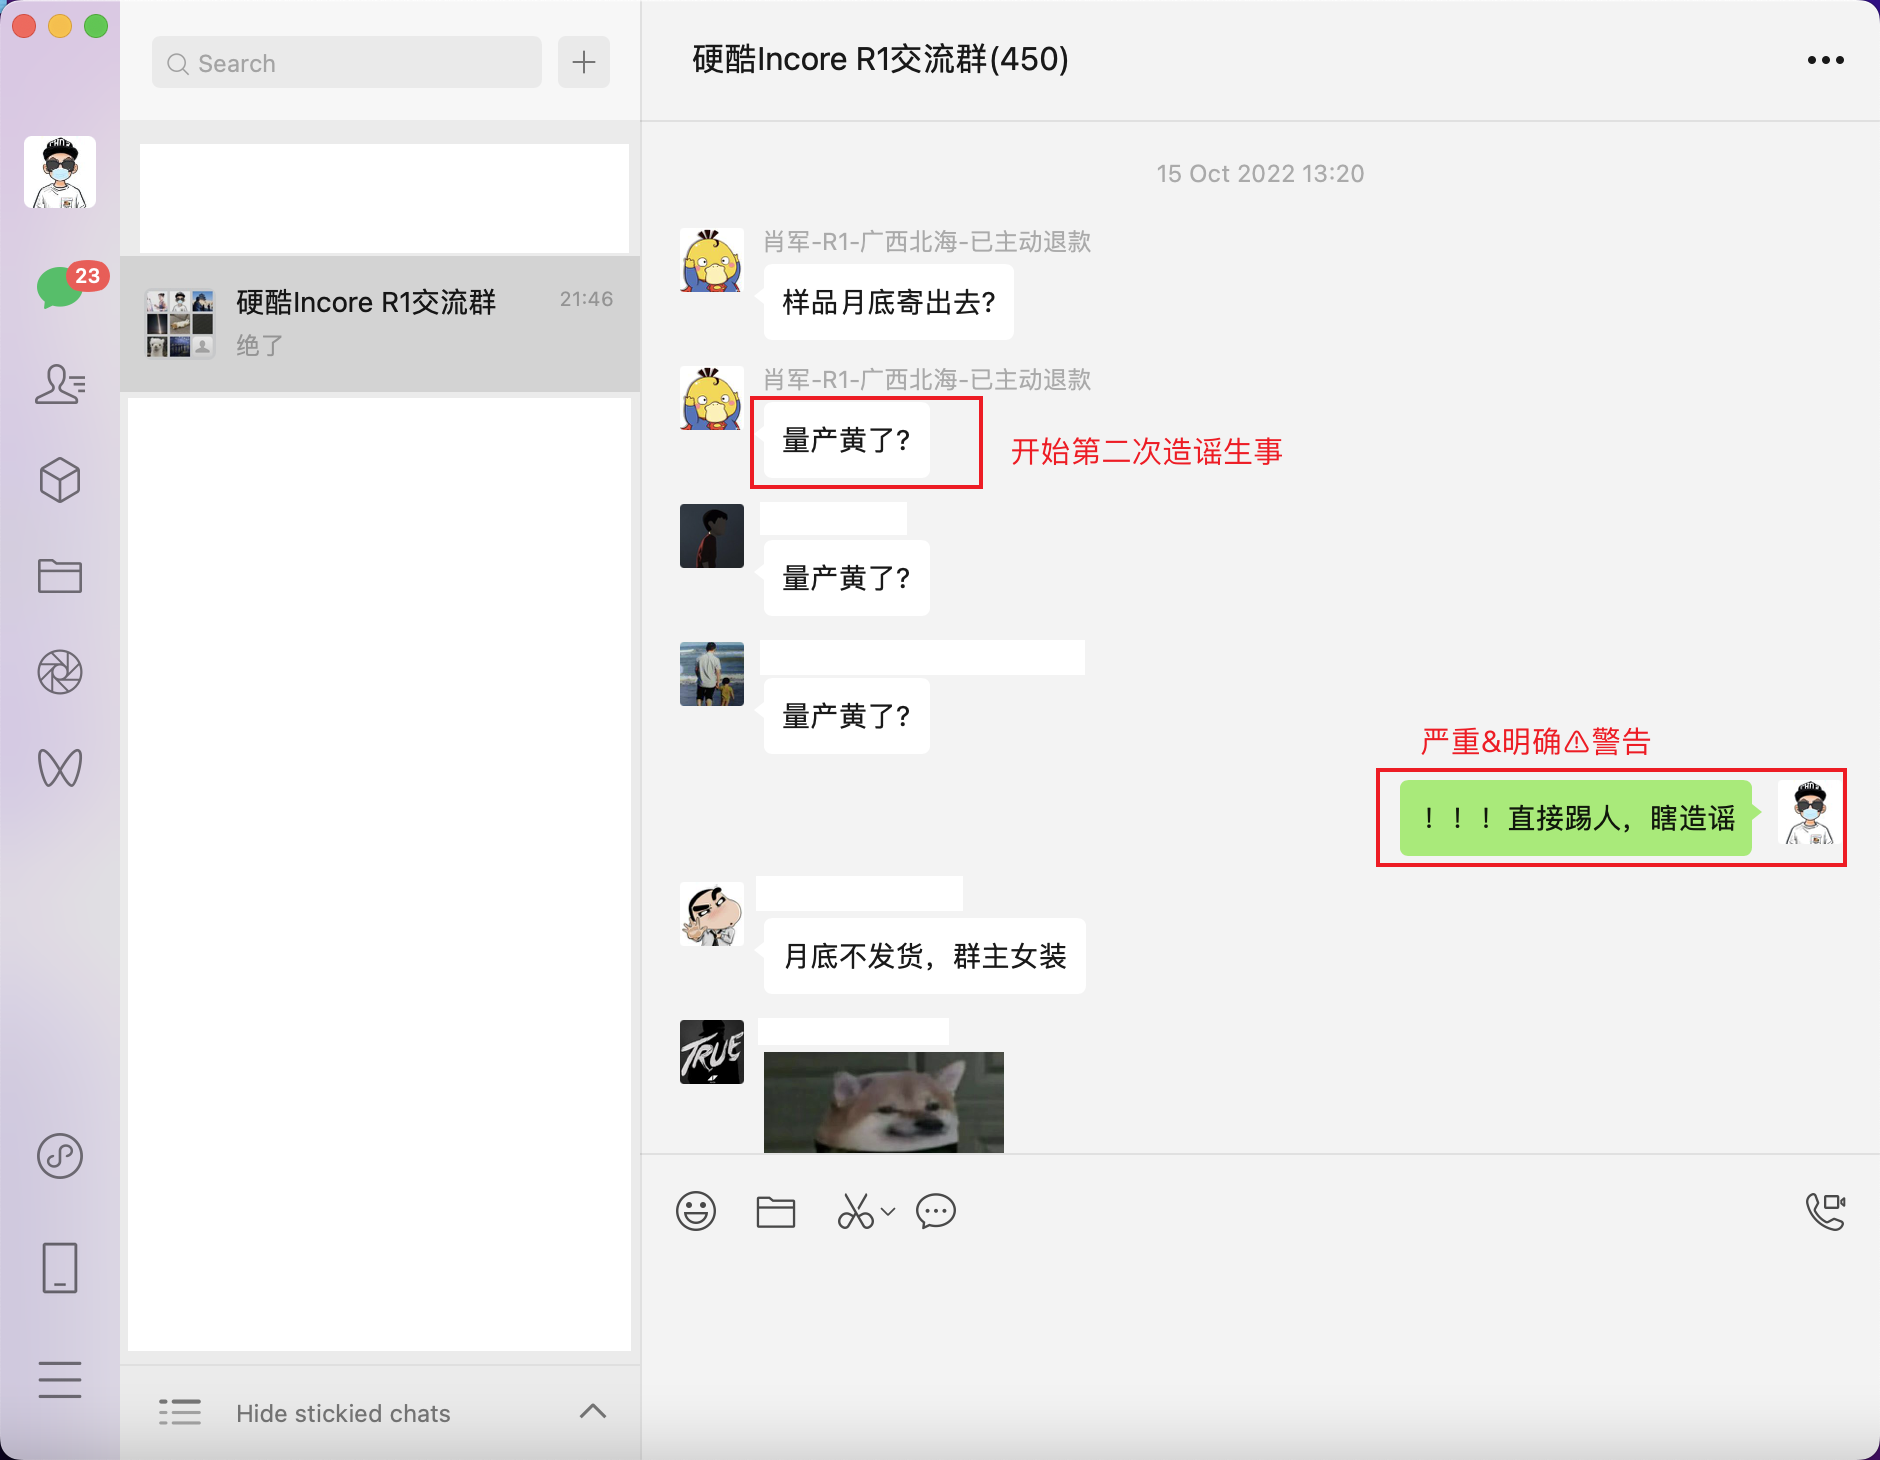 Search
硬酷Incore R1交流群(450)
23
硬酷Incore R1交流群
21:46
绝了
15 Oct 2022 13:20
肖军-R1-广西北海-已主动退款
样品月底寄出去?
肖军-R1-广西北海-已主动退款
量产黄了?
开始第二次造谣生事
量产黄了?
量产黄了?
严重&明确⚠警告
！！！直接踢人，瞎造谣
月底不发货，群主女装
TRUE
Hide stickied chats